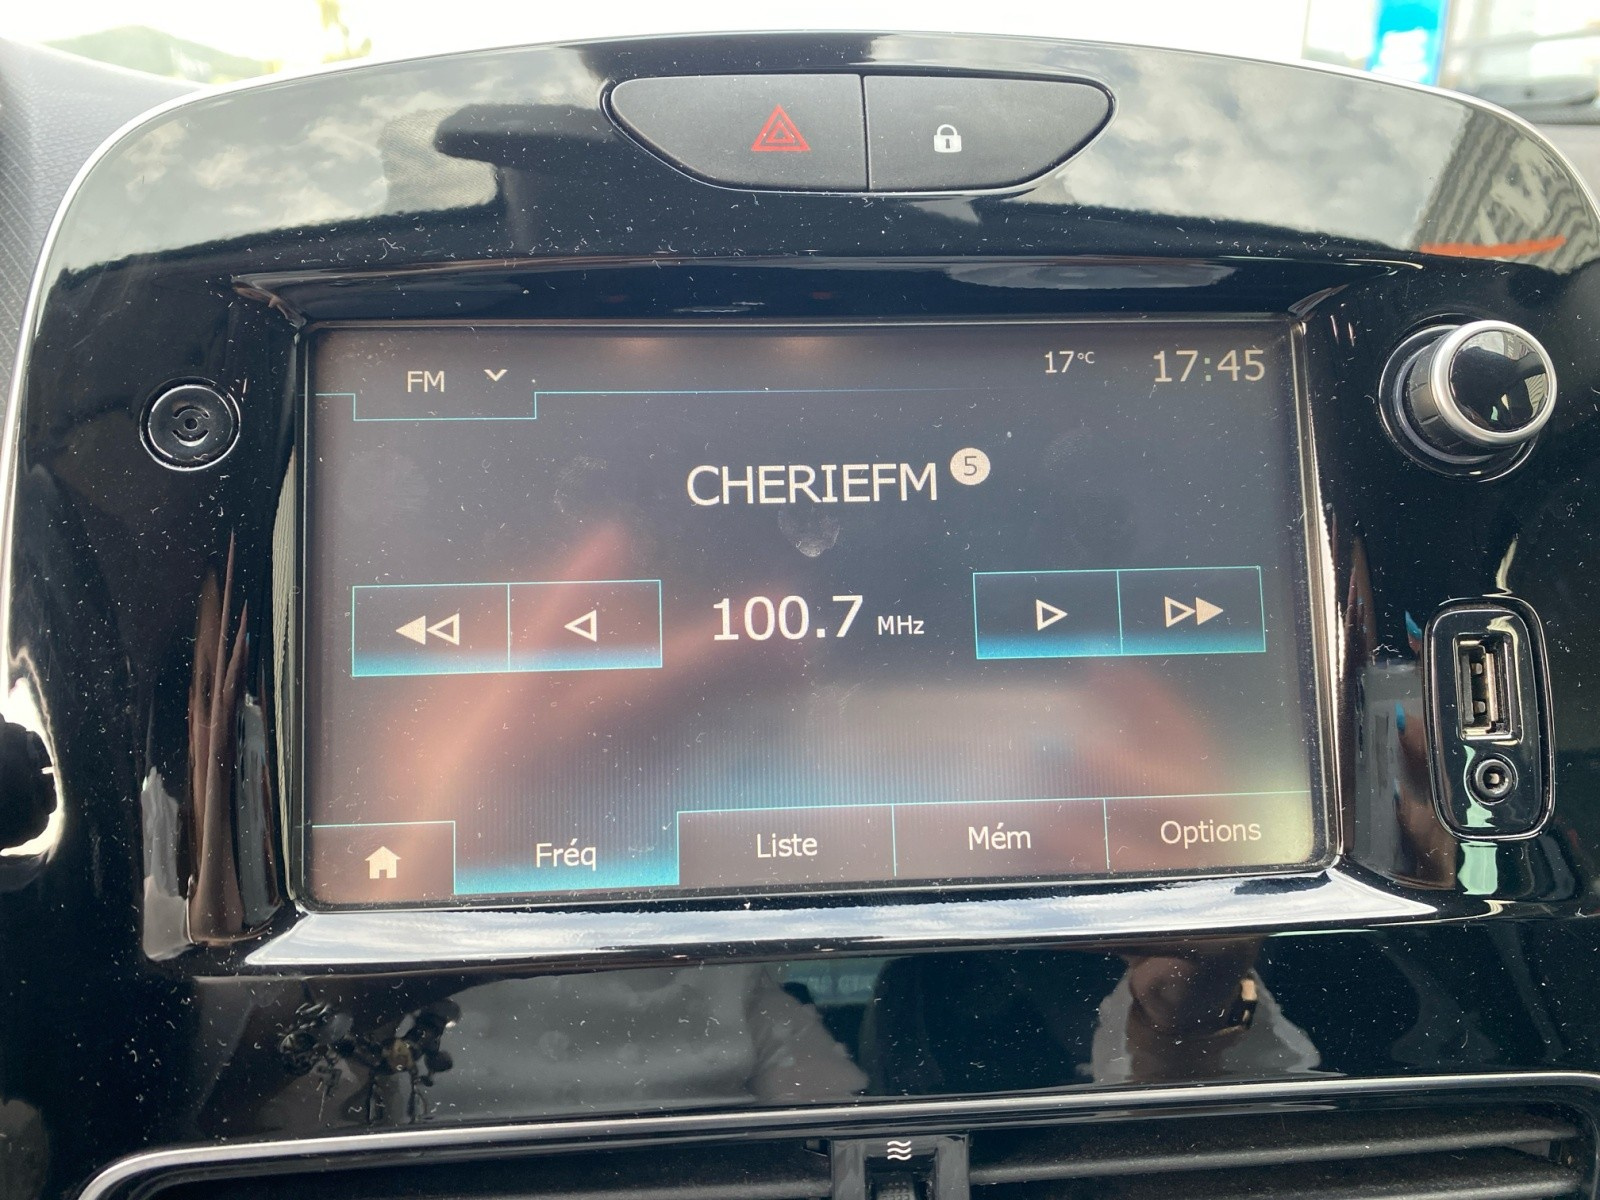 FM
17°C 17:45
CHERIEFM 5
100.7 MHz
Fréq Liste Mém Options